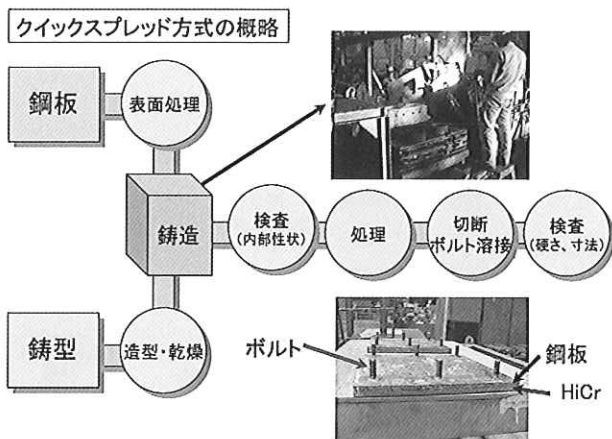 クイックスプレッド方式の概略
鋼板
表面処理
鋳造
検査
(内部性状)
処理
切断
ボルト溶接
検査
(硬さ、寸法)
鋳型
造型・乾燥
ボルト
鋼板
HiCr